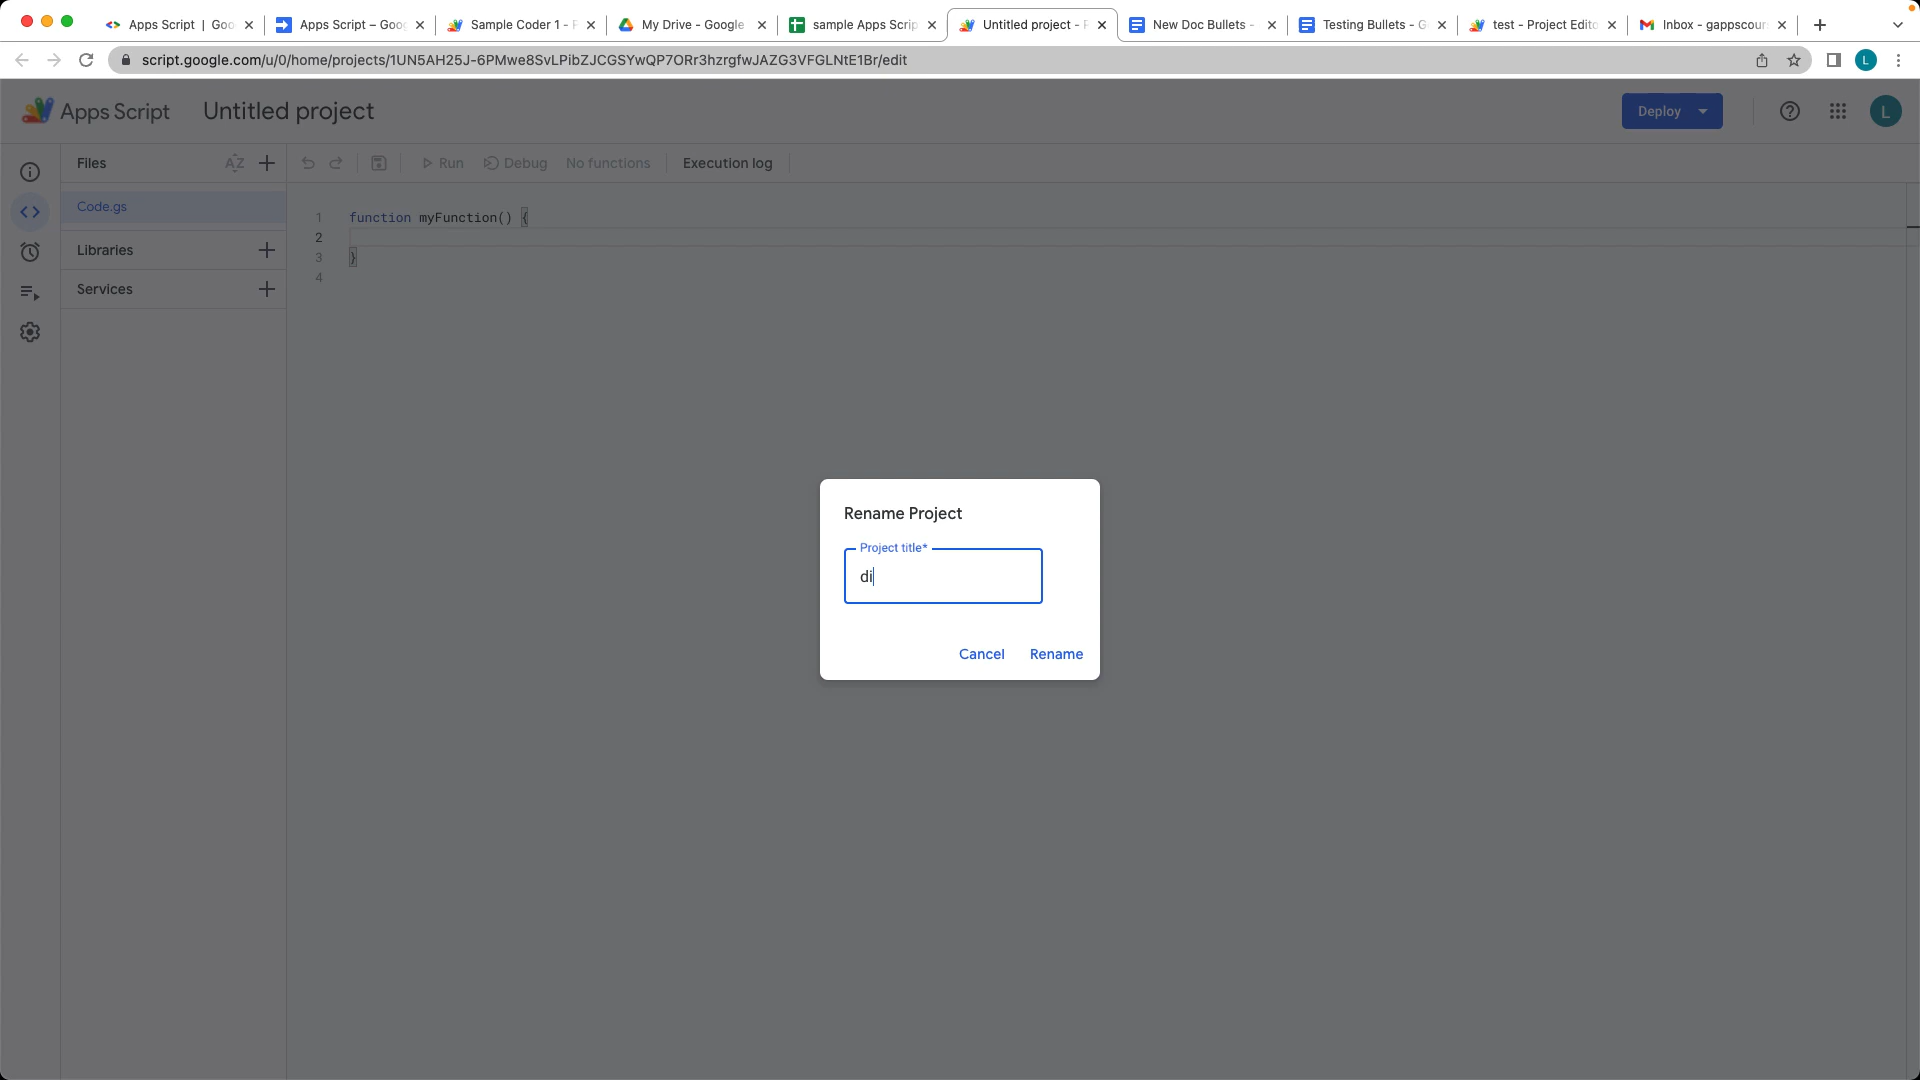 Apps Script | Goo
Apps Script – Goog
Sample Coder 1 - P
My Drive - Google
sample Apps Scrip
Untitled project - P
New Doc Bullets -
Testing Bullets - G
test - Project Edito
Inbox - gappscour
script.google.com/u/0/home/projects/1UN5AH25J-6PMwe8SvLPibZJCGSYwQP7ORr3hzrgfwJAZG3VFGLNtE1Br/edit
L
Apps Script
Untitled project
Deploy
L
Files
AZ
Run
Debug
No functions
Execution log
Code.gs
Libraries
Services
1 function myFunction() {
2
3 }
4
Rename Project
Project title*
di
Cancel
Rename